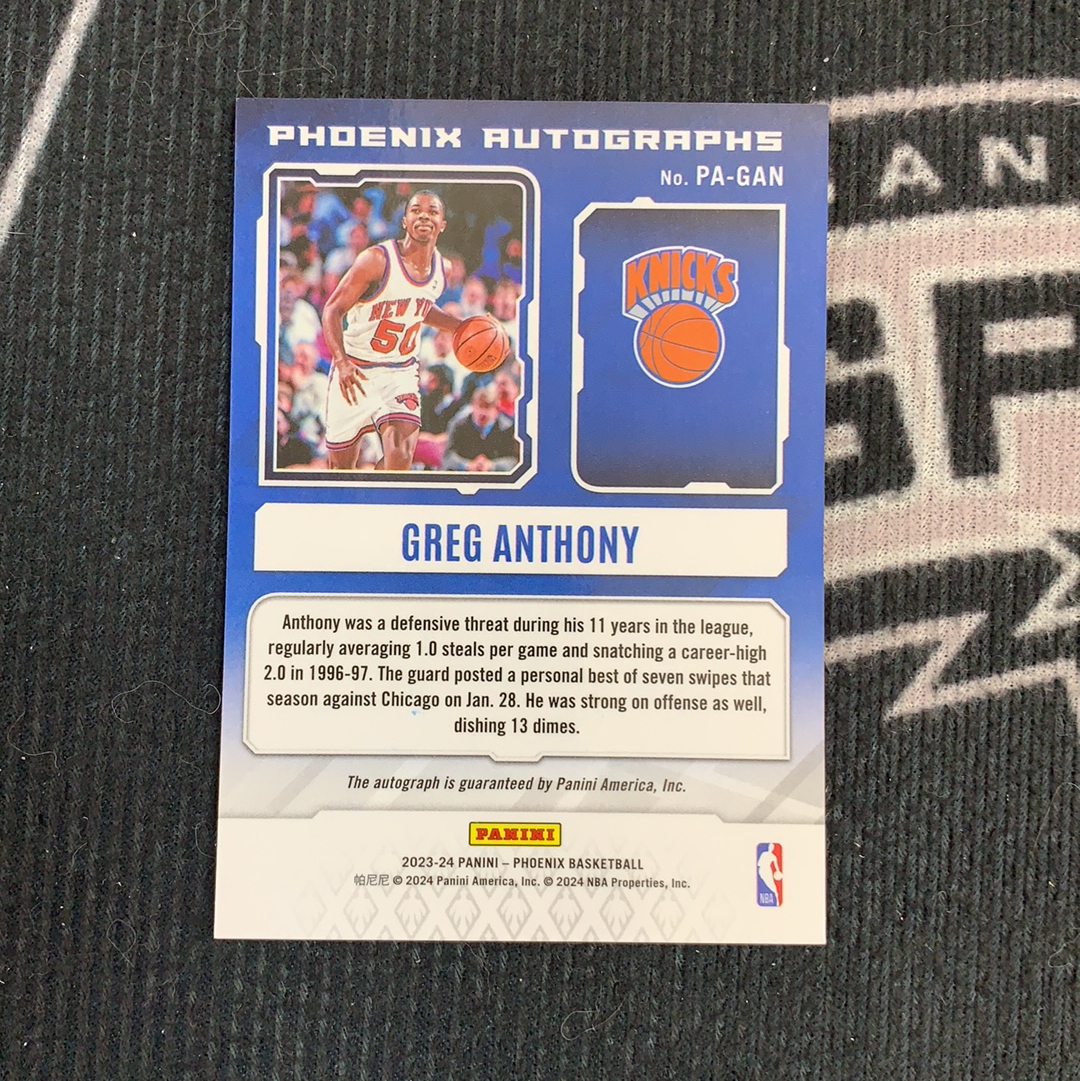 PHOENIX AUTOGRAPHS
No. PA-GAN
KNICKS
NEW YO
50
GREG ANTHONY
Anthony was a defensive threat during his 11 years in the league,
regularly averaging 1.0 steals per game and snatching a career-high
2.0 in 1996-97. The guard posted a personal best of seven swipes that
season against Chicago on Jan. 28. He was strong on offense as well,
dishing 13 dimes.
The autograph is guaranteed by Panini America, Inc.
PANINI
2023-24 PANINI – PHOENIX BASKETBALL
帕尼尼 © 2024 Panini America, Inc. © 2024 NBA Properties, Inc.
NBA
AN
SP